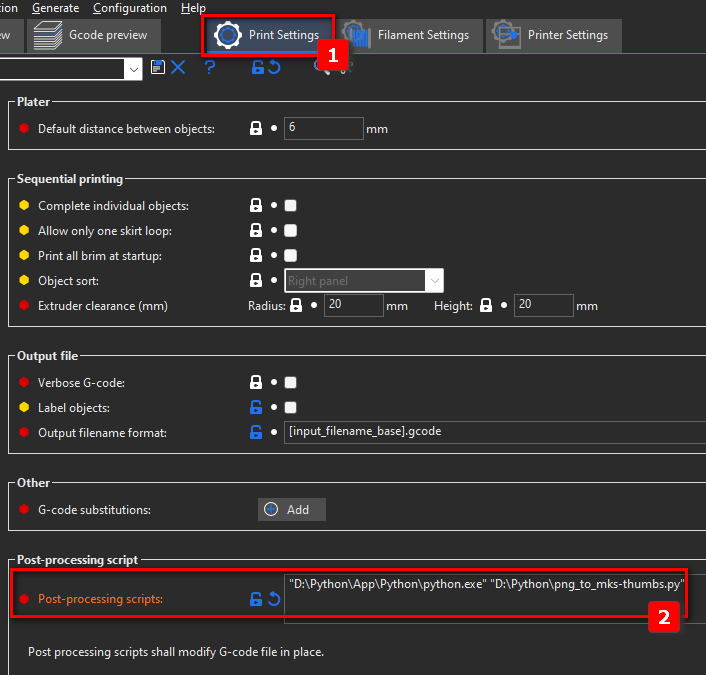 tion Generate Configuration Help
ew Gcode preview Print Settings Filament Settings Printer Settings
1
?
Plater
Default distance between objects: 6 mm
Sequential printing
Complete individual objects:
Allow only one skirt loop:
Print all brim at startup:
Object sort: Right panel
Extruder clearance (mm) Radius: 20 mm Height: 20 mm
Output file
Verbose G-code:
Label objects:
Output filename format: [input_filename_base].gcode
Other
G-code substitutions: Add
Post-processing script
Post-processing scripts: "D:\Python\App\Python\python.exe" "D:\Python\png_to_mks-thumbs.py"
2
Post processing scripts shall modify G-code file in place.